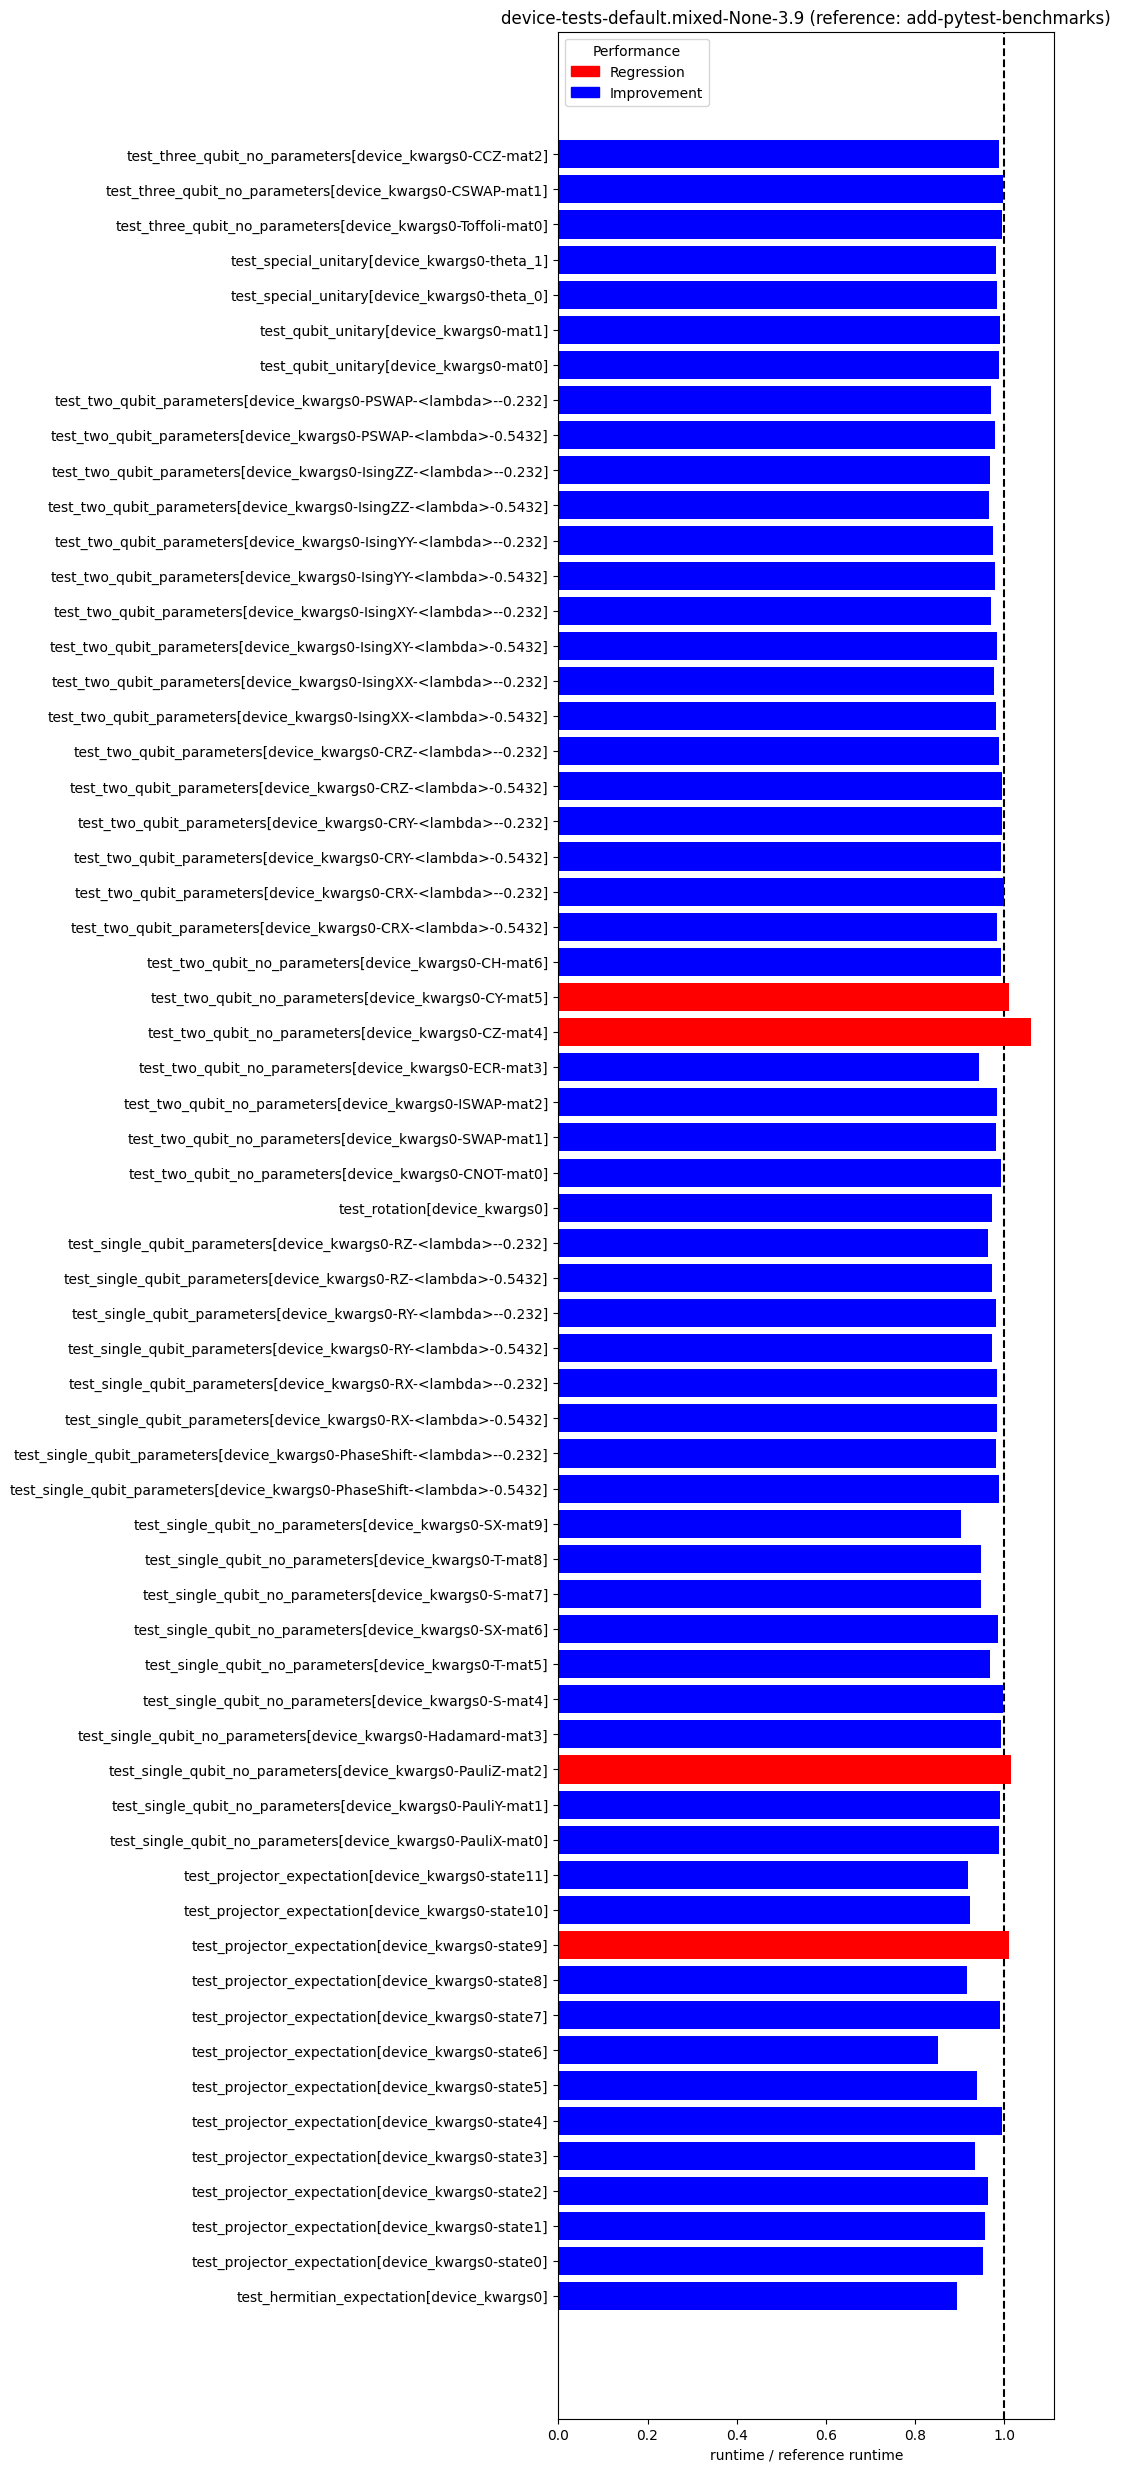 device-tests-default.mixed-None-3.9 (reference: add-pytest-benchmarks)
Performance
Regression
Improvement
test_three_qubit_no_parameters[device_kwargs0-CCZ-mat2]
test_three_qubit_no_parameters[device_kwargs0-CSWAP-mat1]
test_three_qubit_no_parameters[device_kwargs0-Toffoli-mat0]
test_special_unitary[device_kwargs0-theta_1]
test_special_unitary[device_kwargs0-theta_0]
test_qubit_unitary[device_kwargs0-mat1]
test_qubit_unitary[device_kwargs0-mat0]
test_two_qubit_parameters[device_kwargs0-PSWAP-<lambda>--0.232]
test_two_qubit_parameters[device_kwargs0-PSWAP-<lambda>-0.5432]
test_two_qubit_parameters[device_kwargs0-IsingZZ-<lambda>--0.232]
test_two_qubit_parameters[device_kwargs0-IsingZZ-<lambda>-0.5432]
test_two_qubit_parameters[device_kwargs0-IsingYY-<lambda>--0.232]
test_two_qubit_parameters[device_kwargs0-IsingYY-<lambda>-0.5432]
test_two_qubit_parameters[device_kwargs0-IsingXY-<lambda>--0.232]
test_two_qubit_parameters[device_kwargs0-IsingXY-<lambda>-0.5432]
test_two_qubit_parameters[device_kwargs0-IsingXX-<lambda>--0.232]
test_two_qubit_parameters[device_kwargs0-IsingXX-<lambda>-0.5432]
test_two_qubit_parameters[device_kwargs0-CRZ-<lambda>--0.232]
test_two_qubit_parameters[device_kwargs0-CRZ-<lambda>-0.5432]
test_two_qubit_parameters[device_kwargs0-CRY-<lambda>--0.232]
test_two_qubit_parameters[device_kwargs0-CRY-<lambda>-0.5432]
test_two_qubit_parameters[device_kwargs0-CRX-<lambda>--0.232]
test_two_qubit_parameters[device_kwargs0-CRX-<lambda>-0.5432]
test_two_qubit_no_parameters[device_kwargs0-CH-mat6]
test_two_qubit_no_parameters[device_kwargs0-CY-mat5]
test_two_qubit_no_parameters[device_kwargs0-CZ-mat4]
test_two_qubit_no_parameters[device_kwargs0-ECR-mat3]
test_two_qubit_no_parameters[device_kwargs0-ISWAP-mat2]
test_two_qubit_no_parameters[device_kwargs0-SWAP-mat1]
test_two_qubit_no_parameters[device_kwargs0-CNOT-mat0]
test_rotation[device_kwargs0]
test_single_qubit_parameters[device_kwargs0-RZ-<lambda>--0.232]
test_single_qubit_parameters[device_kwargs0-RZ-<lambda>-0.5432]
test_single_qubit_parameters[device_kwargs0-RY-<lambda>--0.232]
test_single_qubit_parameters[device_kwargs0-RY-<lambda>-0.5432]
test_single_qubit_parameters[device_kwargs0-RX-<lambda>--0.232]
test_single_qubit_parameters[device_kwargs0-RX-<lambda>-0.5432]
test_single_qubit_parameters[device_kwargs0-PhaseShift-<lambda>--0.232]
test_single_qubit_parameters[device_kwargs0-PhaseShift-<lambda>-0.5432]
test_single_qubit_no_parameters[device_kwargs0-SX-mat9]
test_single_qubit_no_parameters[device_kwargs0-T-mat8]
test_single_qubit_no_parameters[device_kwargs0-S-mat7]
test_single_qubit_no_parameters[device_kwargs0-SX-mat6]
test_single_qubit_no_parameters[device_kwargs0-T-mat5]
test_single_qubit_no_parameters[device_kwargs0-S-mat4]
test_single_qubit_no_parameters[device_kwargs0-Hadamard-mat3]
test_single_qubit_no_parameters[device_kwargs0-PauliZ-mat2]
test_single_qubit_no_parameters[device_kwargs0-PauliY-mat1]
test_single_qubit_no_parameters[device_kwargs0-PauliX-mat0]
test_projector_expectation[device_kwargs0-state11]
test_projector_expectation[device_kwargs0-state10]
test_projector_expectation[device_kwargs0-state9]
test_projector_expectation[device_kwargs0-state8]
test_projector_expectation[device_kwargs0-state7]
test_projector_expectation[device_kwargs0-state6]
test_projector_expectation[device_kwargs0-state5]
test_projector_expectation[device_kwargs0-state4]
test_projector_expectation[device_kwargs0-state3]
test_projector_expectation[device_kwargs0-state2]
test_projector_expectation[device_kwargs0-state1]
test_projector_expectation[device_kwargs0-state0]
test_hermitian_expectation[device_kwargs0]
0.0 0.2 0.4 0.6 0.8 1.0
runtime / reference runtime